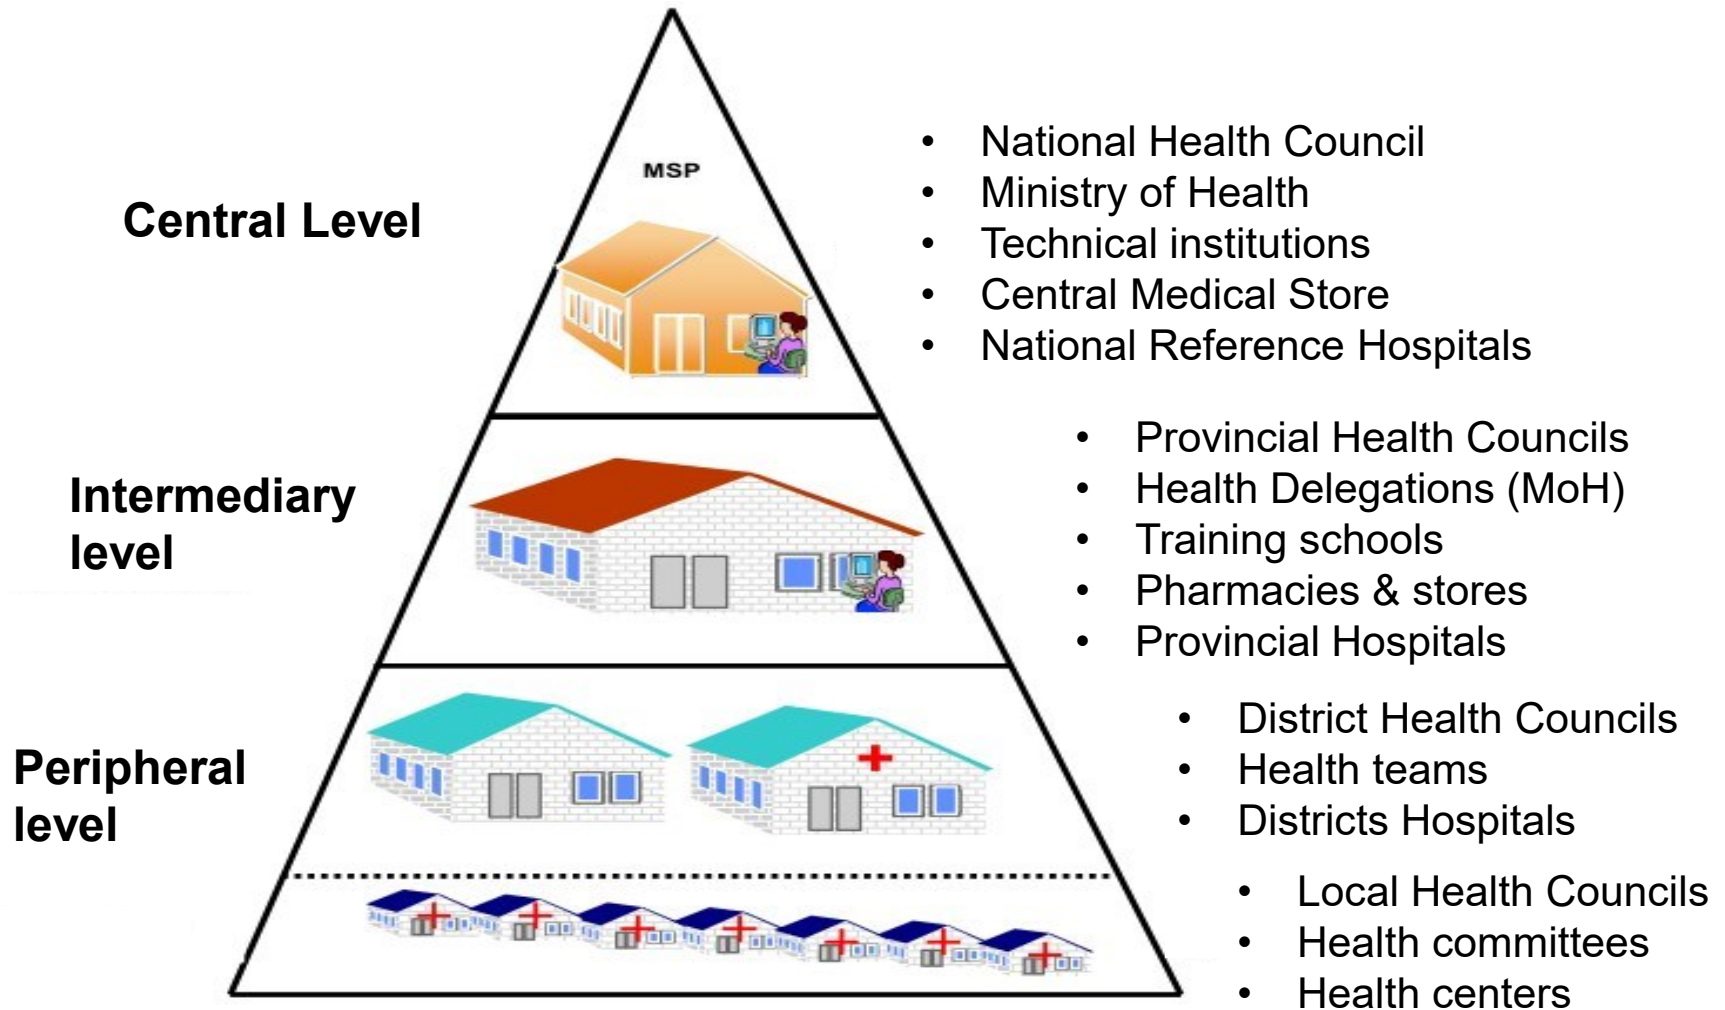 MSP
Central Level
• National Health Council
• Ministry of Health
• Technical institutions
• Central Medical Store
• National Reference Hospitals
Intermediary
level
• Provincial Health Councils
• Health Delegations (MoH)
• Training schools
• Pharmacies & stores
• Provincial Hospitals
Peripheral
level
• District Health Councils
• Health teams
• Districts Hospitals
• Local Health Councils
• Health committees
• Health centers